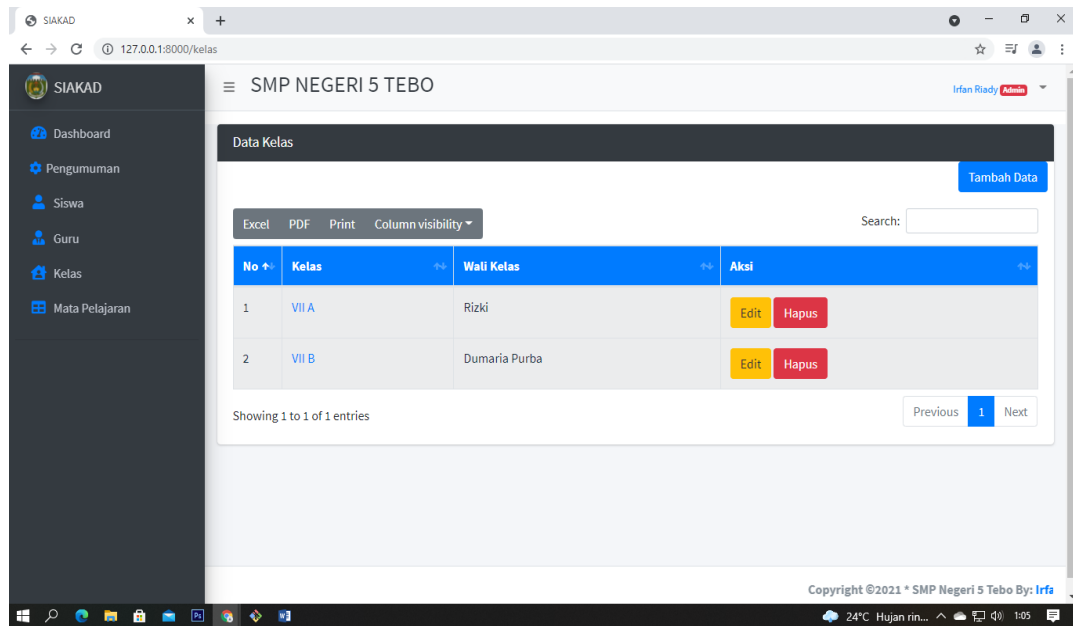 SIAKAD
127.0.0.1:8000/kelas
SIAKAD
SMP NEGERI 5 TEBO
Irfan Riady Admin
Dashboard
Pengumuman
Siswa
Guru
Kelas
Mata Pelajaran
Data Kelas
Tambah Data
Excel PDF Print Column visibility
Search:
No Kelas Wali Kelas Aksi
1 VII A Rizki Edit Hapus
2 VII B Dumaria Purba Edit Hapus
Showing 1 to 1 of 1 entries
Previous 1 Next
Copyright ©2021 * SMP Negeri 5 Tebo By: Irfa
24°C Hujan rin... 1:05